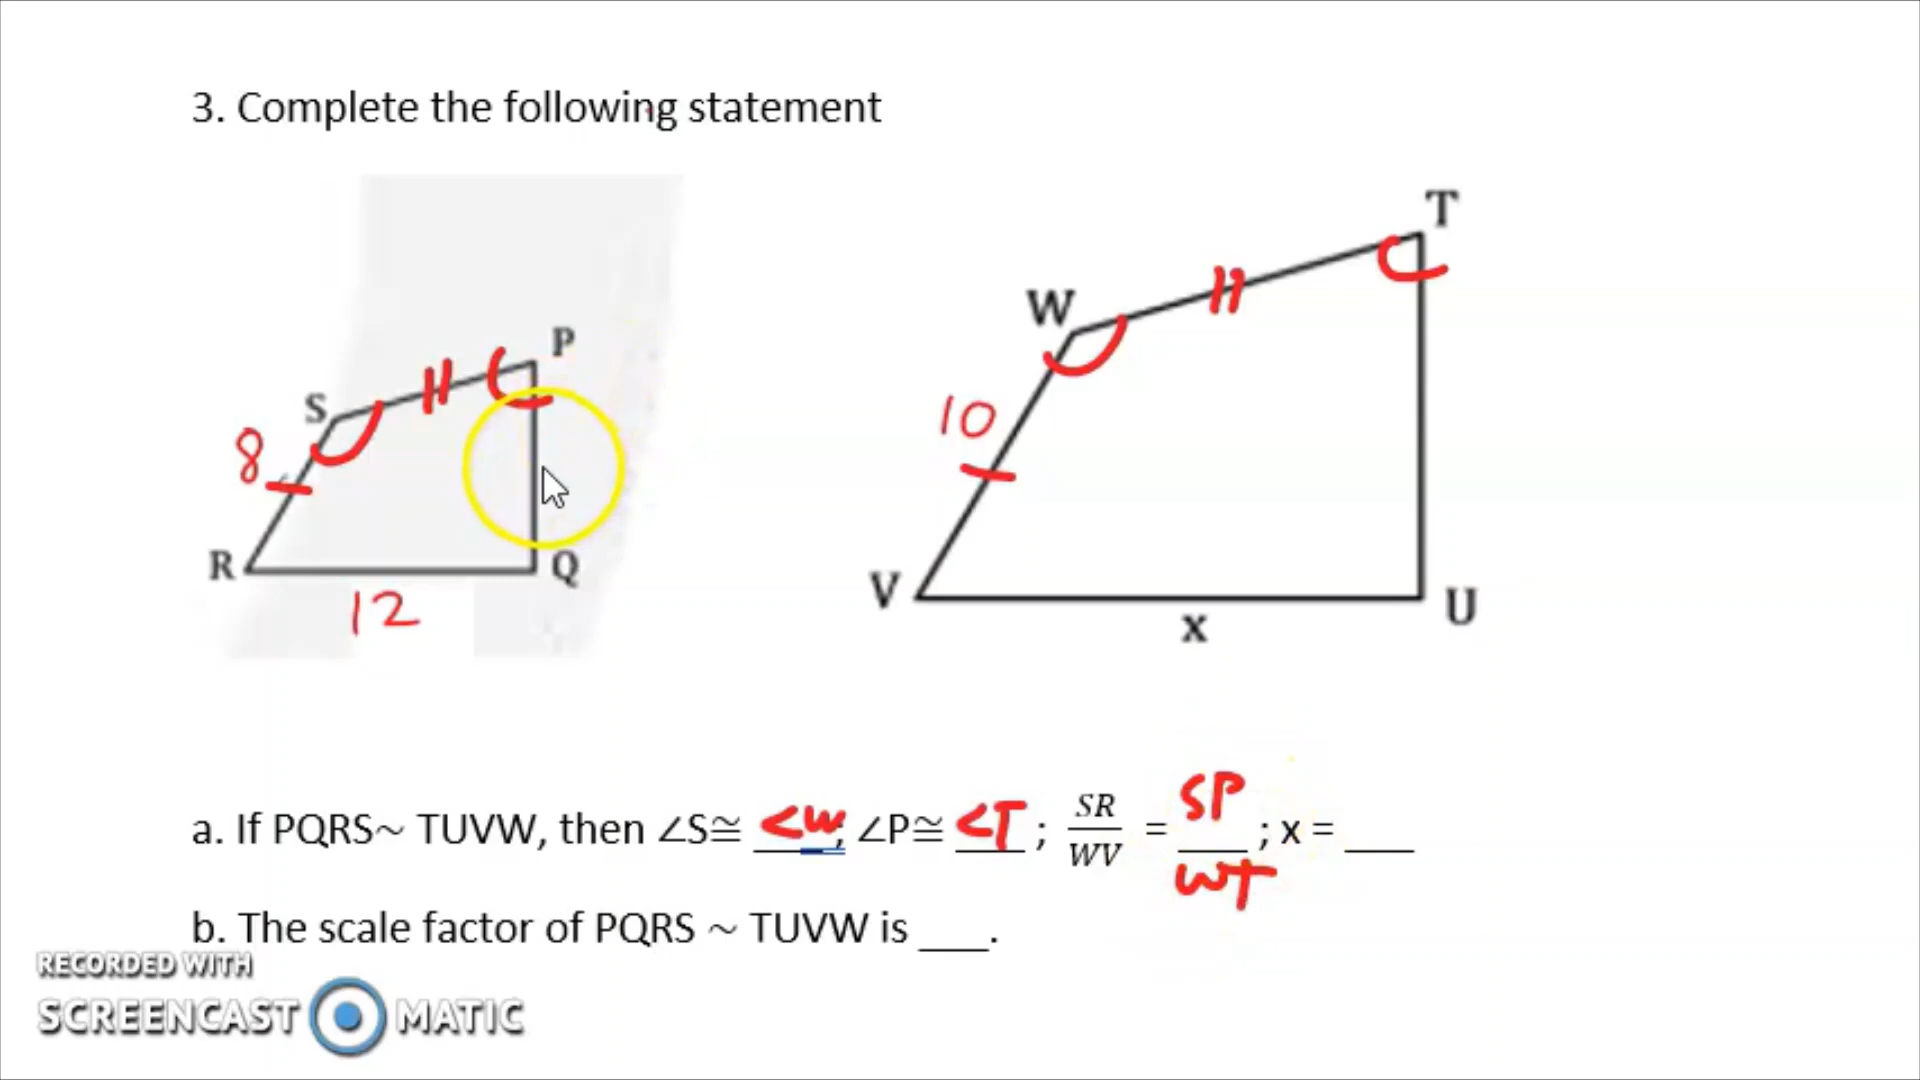 3. Complete the following statement
T
W
P
S
10
8
R
Q
V
U
12
x
SP
a. If PQRS~ TUVW, then ∠S≅ <W; ∠P≅ <T ; SR/WV = ___ ; x = ___
WT
b. The scale factor of PQRS ~ TUVW is ___.
RECORDED WITH
SCREENCAST MATIC